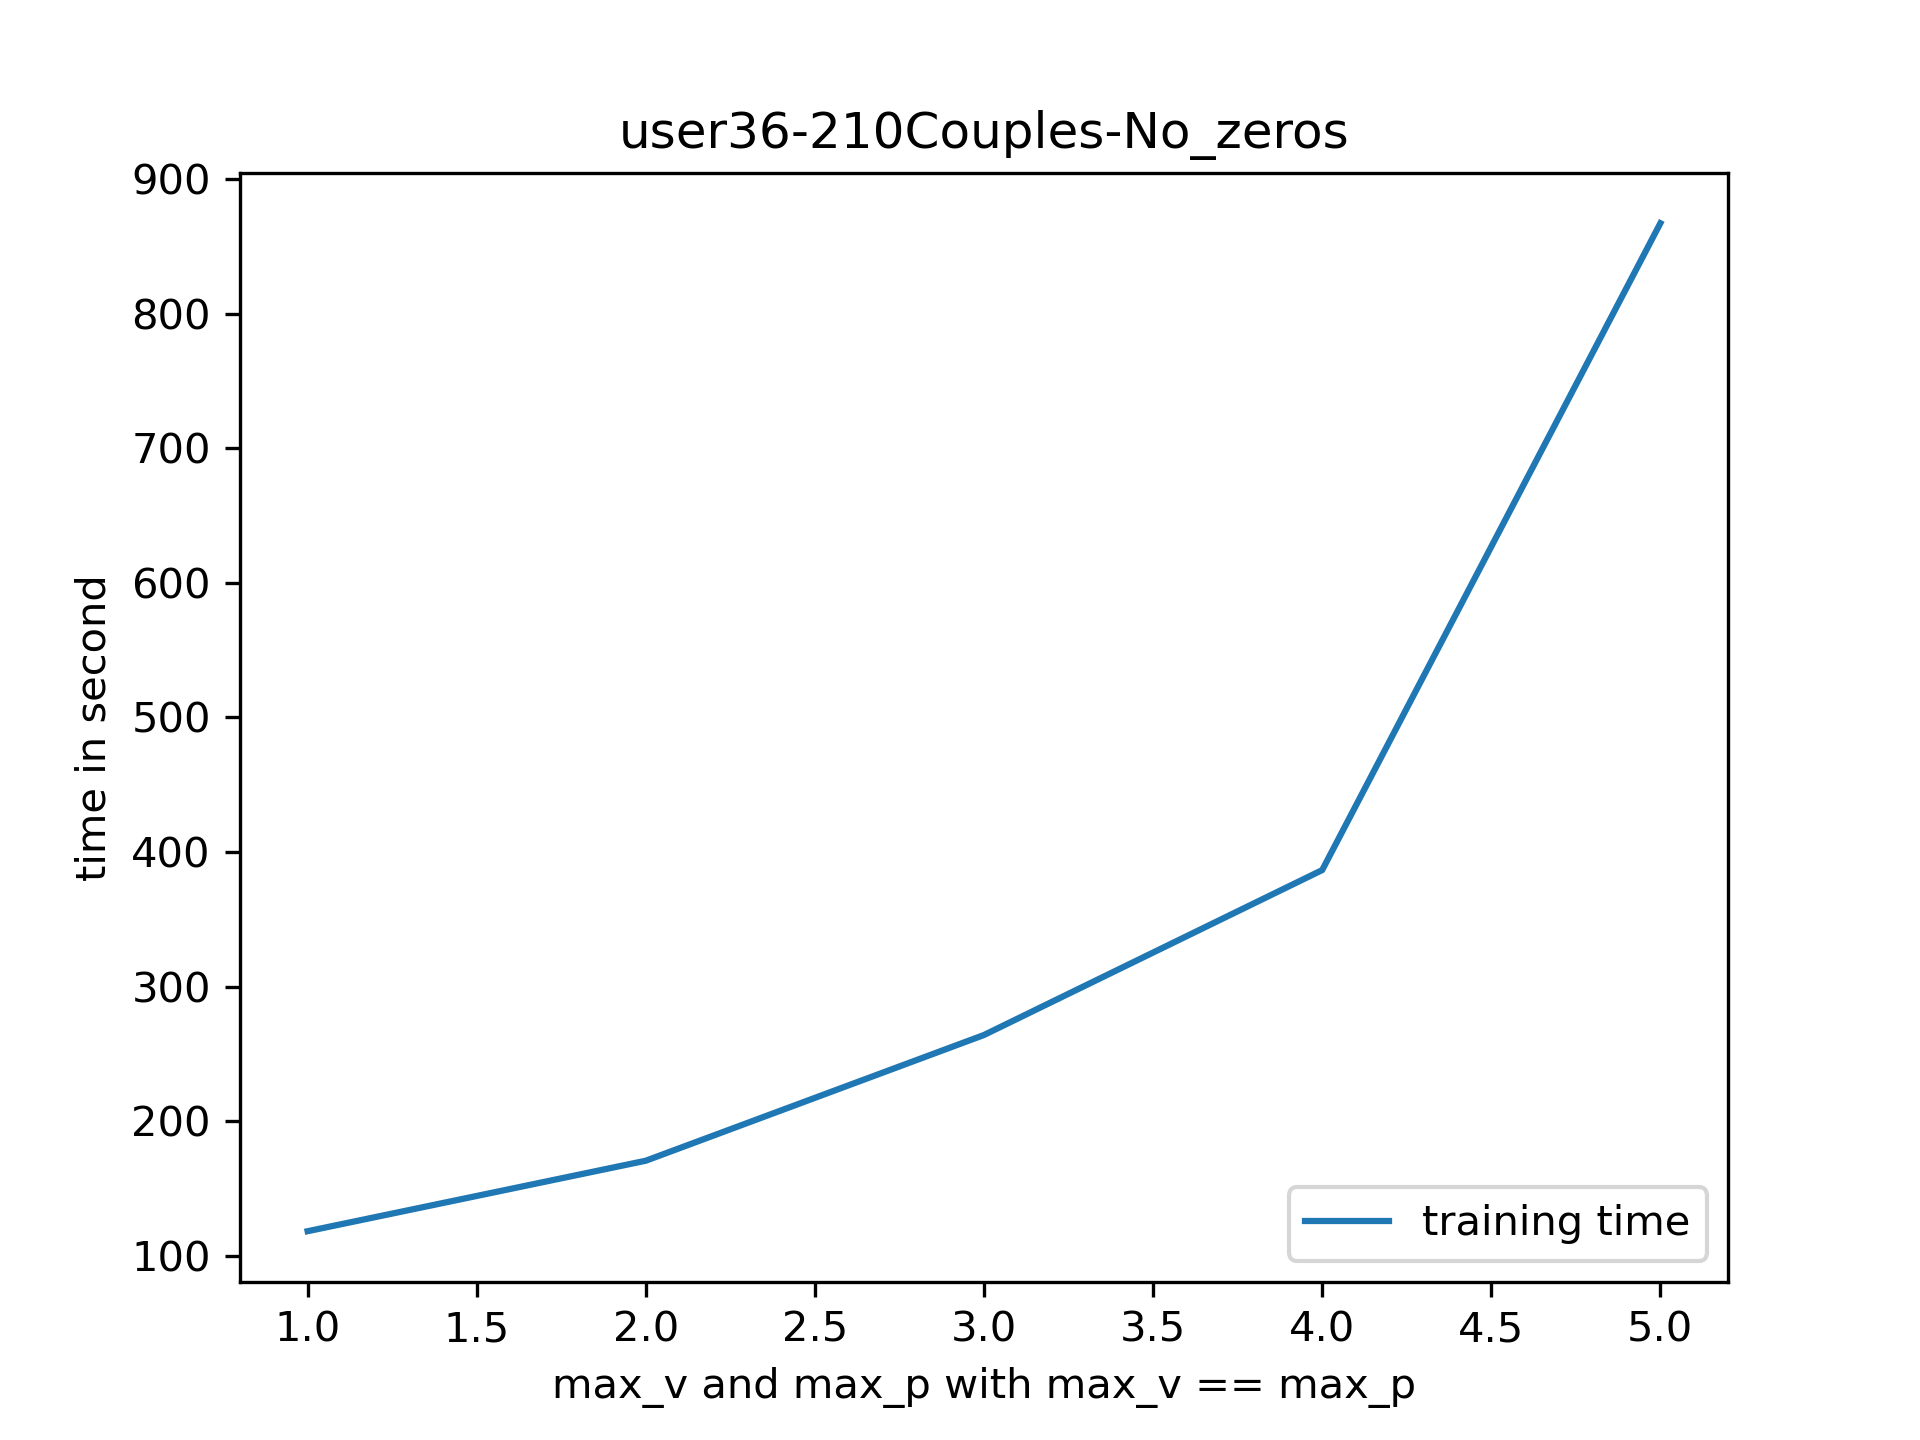 user36-210Couples-No_zeros
900
800
700
600
500
400
300
200
100
time in second
training time
1.0 1.5 2.0 2.5 3.0 3.5 4.0 4.5 5.0
max_v and max_p with max_v == max_p